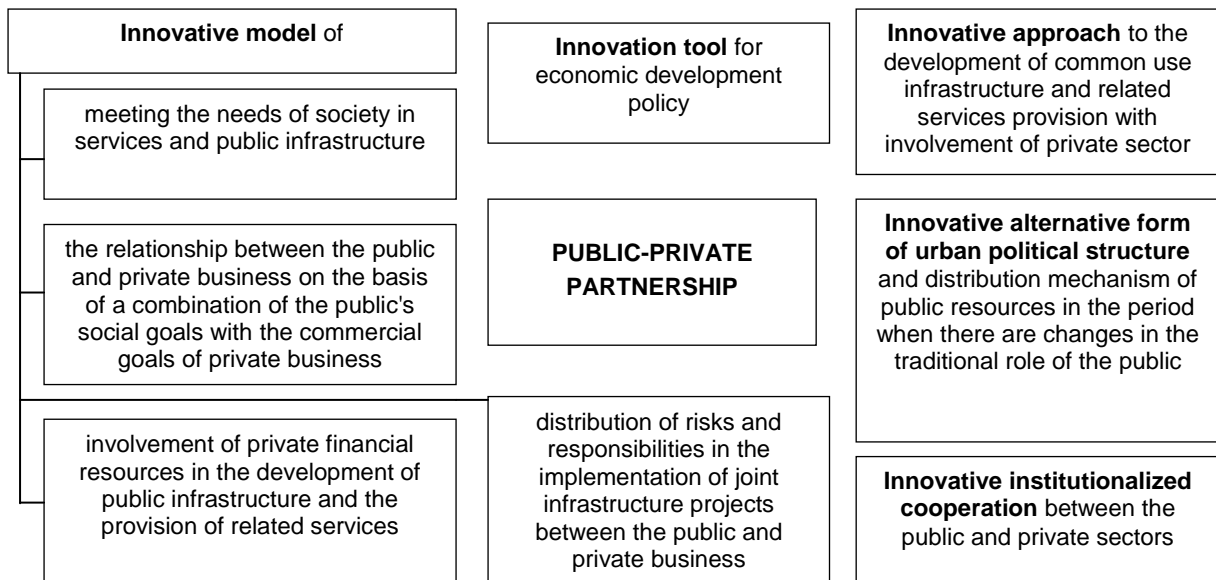 Innovative model of
meeting the needs of society in
services and public infrastructure
the relationship between the public
and private business on the basis
of a combination of the public's
social goals with the commercial
goals of private business
involvement of private financial
resources in the development of
public infrastructure and the
provision of related services
Innovation tool for
economic development
policy
PUBLIC-PRIVATE
PARTNERSHIP
distribution of risks and
responsibilities in the
implementation of joint
infrastructure projects
between the public and
private business
Innovative approach to the
development of common use
infrastructure and related
services provision with
involvement of private sector
Innovative alternative form
of urban political structure
and distribution mechanism of
public resources in the period
when there are changes in the
traditional role of the public
Innovative institutionalized
cooperation between the
public and private sectors